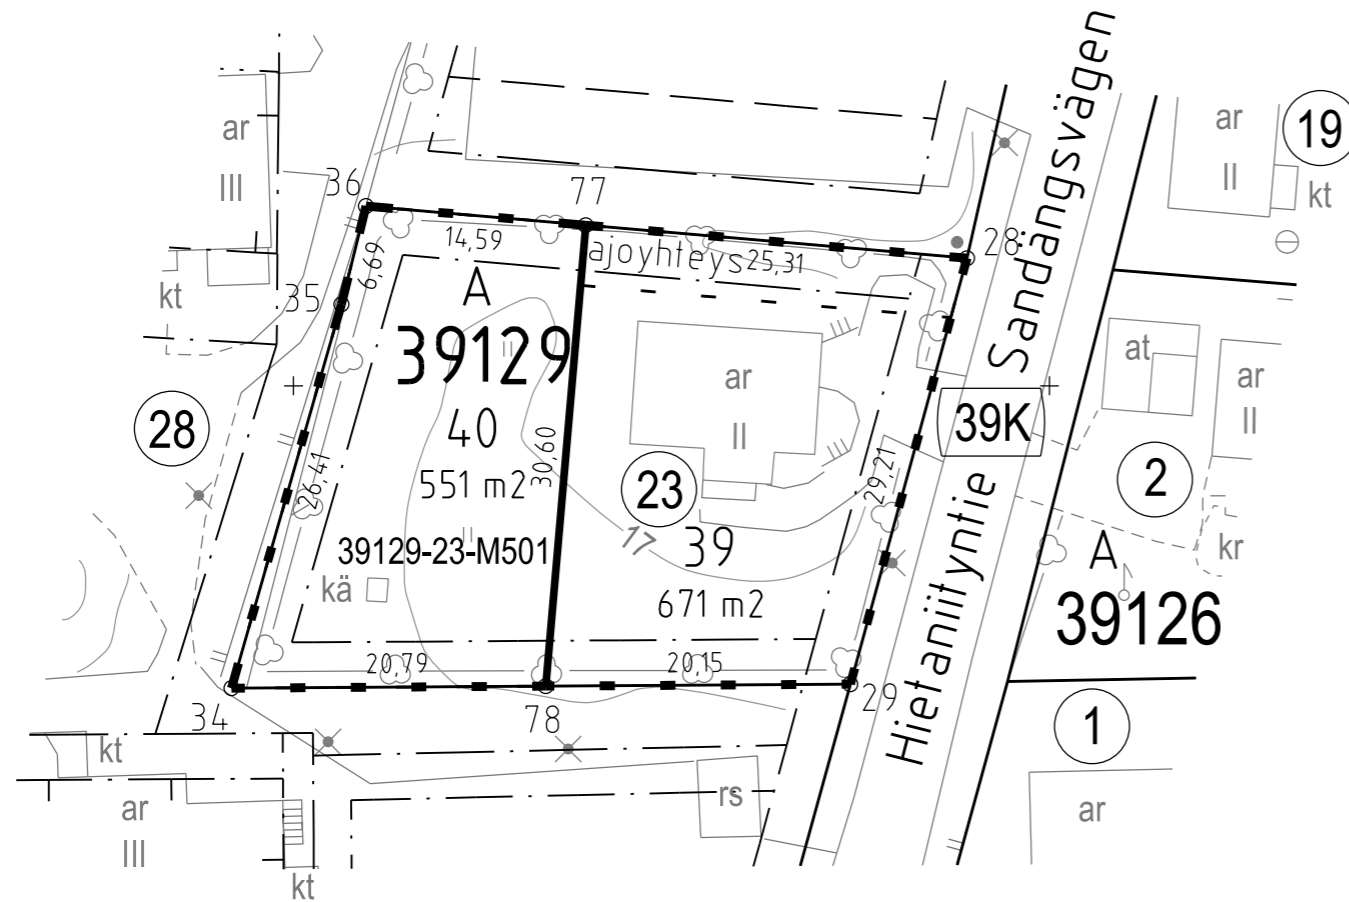 ar
III
36
77
14,59
ajoyhteys
25,31
28
Sandängsvägen
ar
II
19
kt
kt
35
6,69
A
39129
40
551 m2
30,60
26,41
28
39129-23-M501
kä
ar
II
23
17
39
671 m2
29,21
39K
Hietaniityntie
at
ar
II
2
A
kr
39126
1
ar
20,79
20,15
34
78
29
kt
ar
III
kt
rs